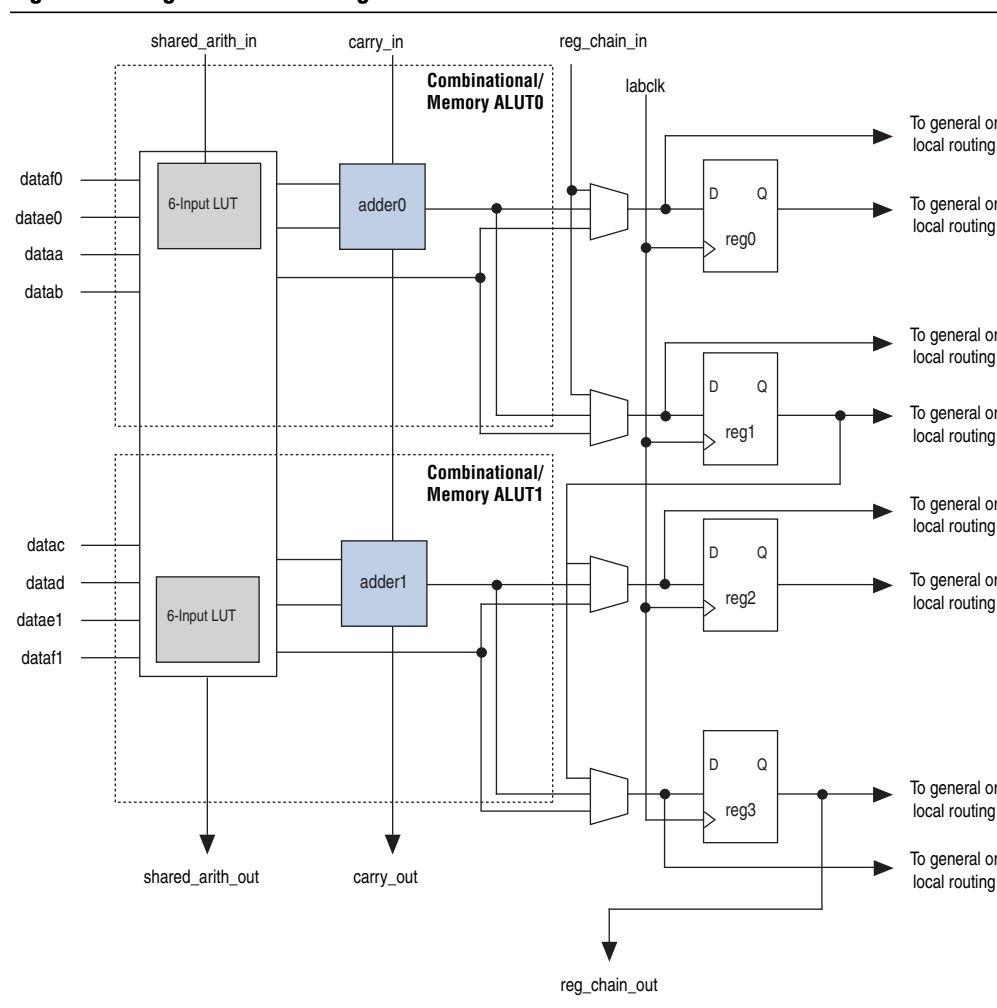 shared_arith_in
carry_in
reg_chain_in
labclk
Combinational/
Memory ALUT0
To general or
local routing
dataf0
datae0
dataa
datab
6-Input LUT
adder0
D Q
reg0
To general or
local routing
To general or
local routing
D Q
reg1
To general or
local routing
Combinational/
Memory ALUT1
To general or
local routing
datac
datad
datae1
dataf1
6-Input LUT
adder1
D Q
reg2
To general or
local routing
D Q
reg3
To general or
local routing
To general or
local routing
shared_arith_out
carry_out
reg_chain_out